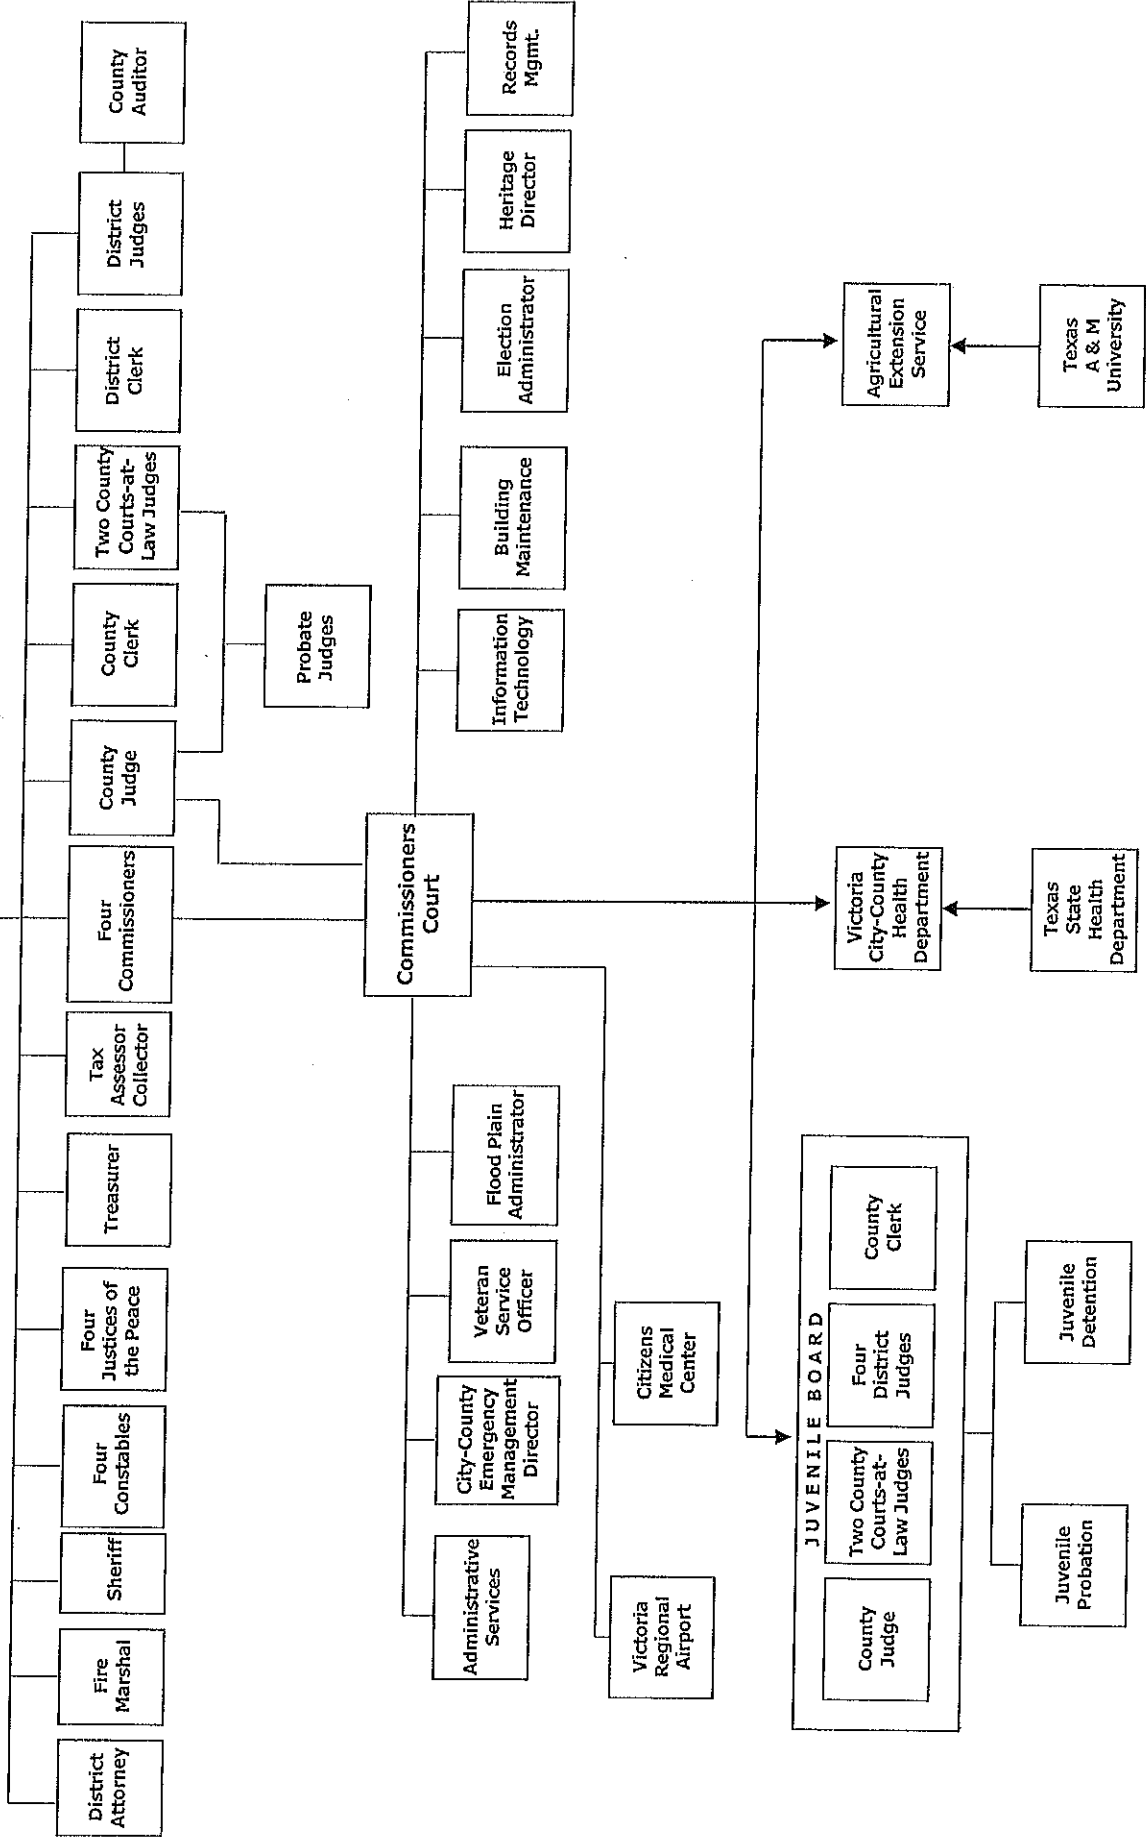 District
Attorney
Fire
Marshal
Sheriff
Four
Constables
Four
Justices of
the Peace
Treasurer
Tax
Assessor
Collector
Four
Commissioners
County
Judge
County
Clerk
Two County
Courts-at-
Law Judges
District
Clerk
District
Judges
County
Auditor
Probate
Judges
Commissioners
Court
Administrative
Services
City-County
Emergency
Management
Director
Veteran
Service
Officer
Flood Plain
Administrator
Information
Technology
Building
Maintenance
Election
Administrator
Heritage
Director
Records
Mgmt.
Victoria
Regional
Airport
Citizens
Medical
Center
JUVENILE BOARD
County
Judge
Two County
Courts-at-
Law Judges
Four
District
Judges
County
Clerk
Victoria
City-County
Health
Department
Agricultural
Extension
Service
Juvenile
Probation
Juvenile
Detention
Texas
State
Health
Department
Texas
A & M
University